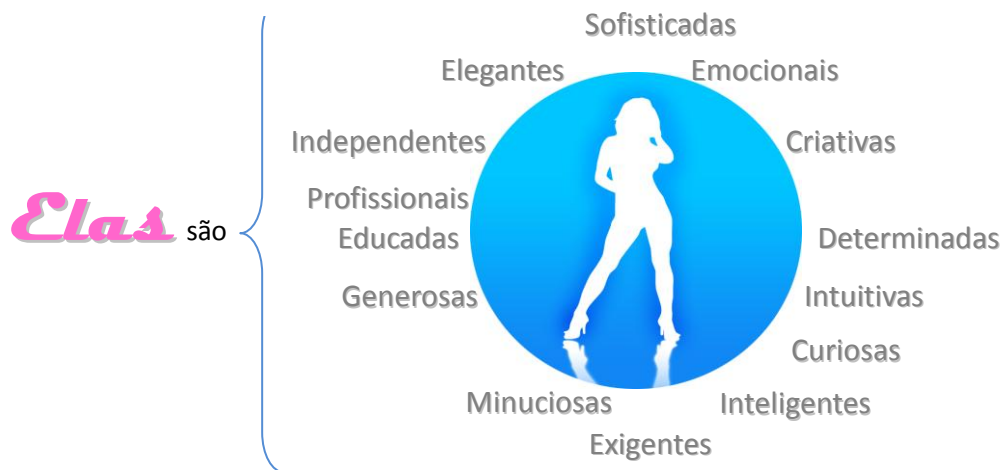 Elas são
Sofisticadas
Elegantes
Emocionais
Independentes
Criativas
Profissionais
Educadas
Determinadas
Generosas
Intuitivas
Curiosas
Minuciosas
Inteligentes
Exigentes